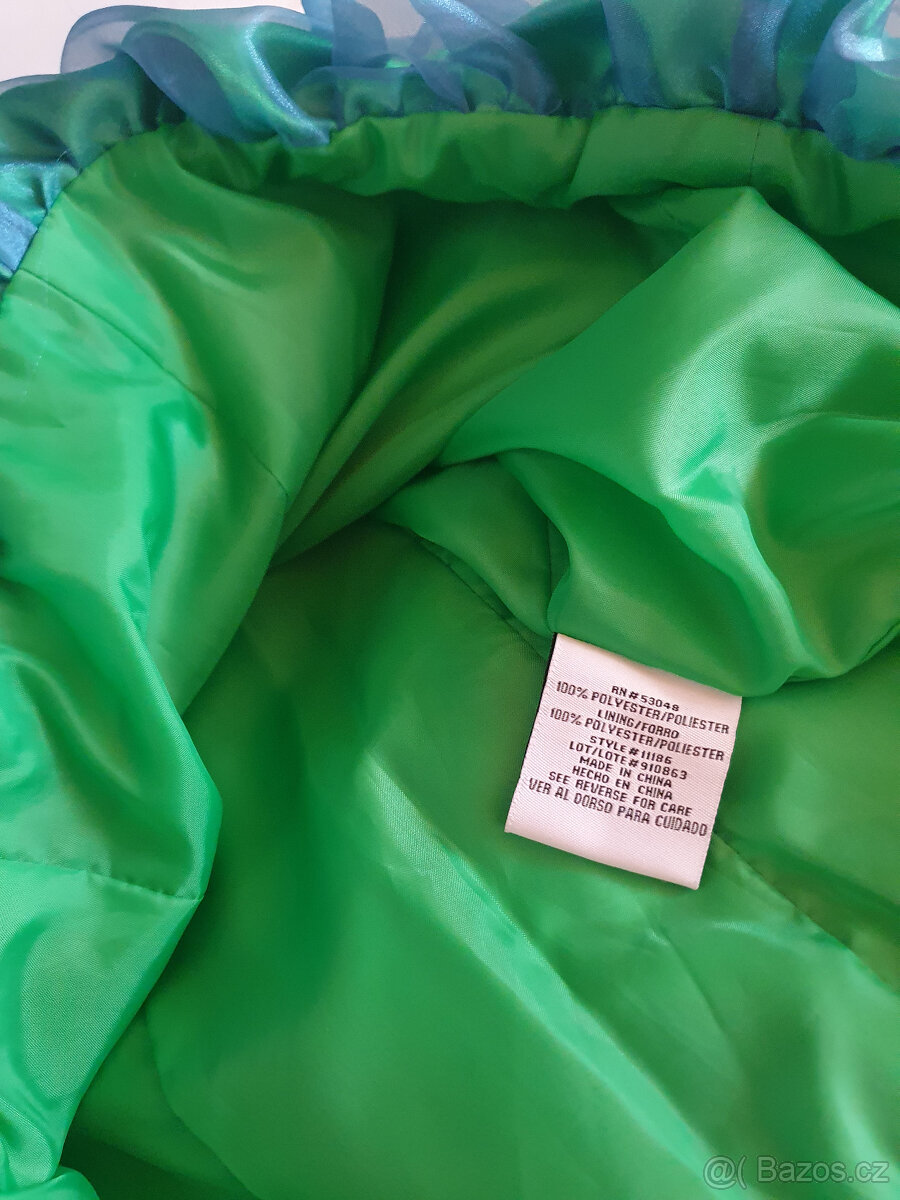 RN#53048
100% POLYESTER/POLIESTER
LINING/FORRO
100% POLYESTER/POLIESTER
STYLE#11186
LOT/LOTE#910863
MADE IN CHINA
HECHO EN CHINA
SEE REVERSE FOR CARE
VER AL DORSO PARA CUIDADO
@( Bazos.cz